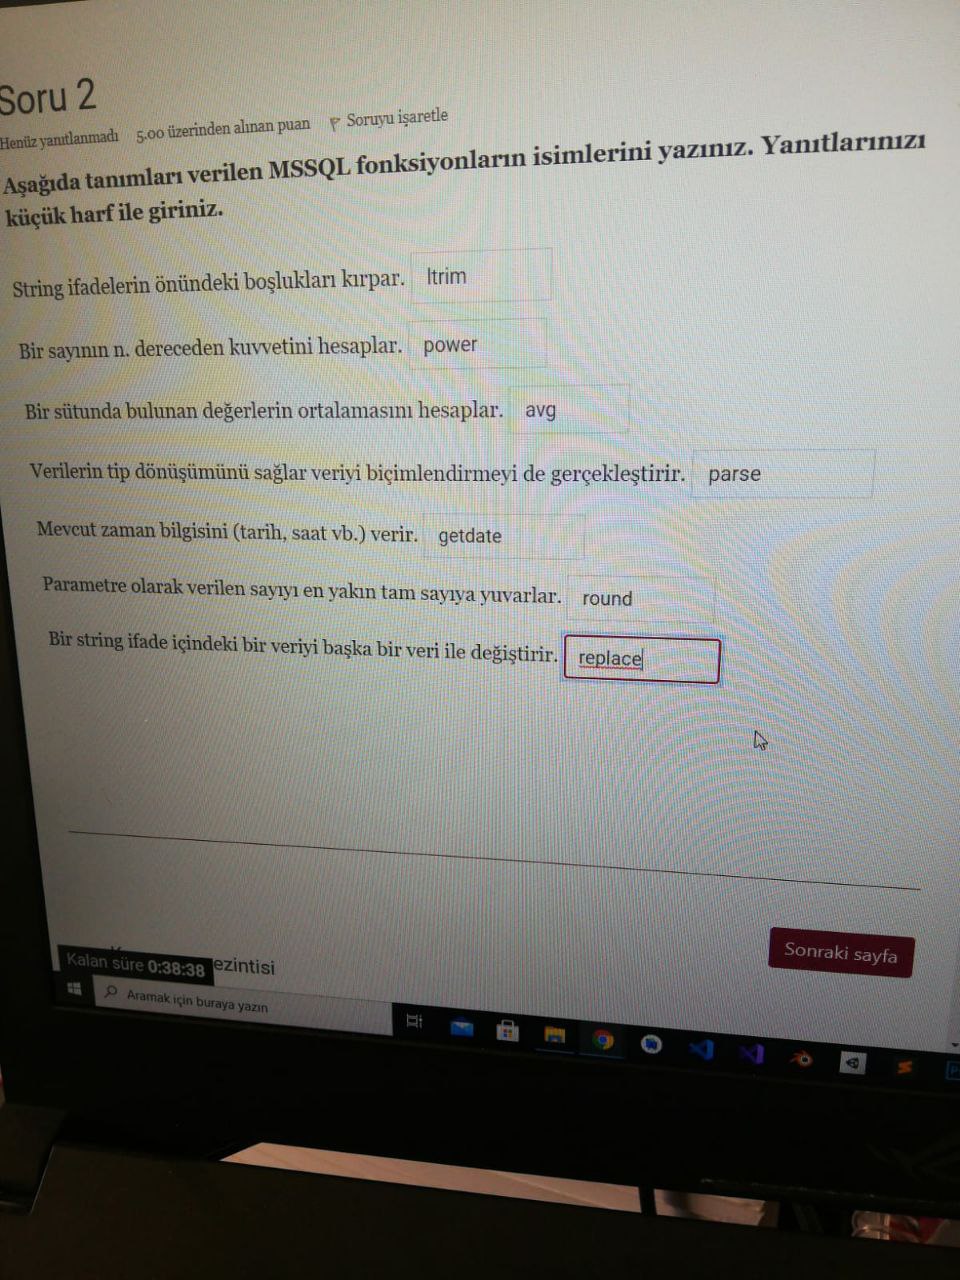 Soru 2
Henüz yanıtlanmadı 5.00 üzerinden alınan puan Soruyu işaretle
Aşağıda tanımları verilen MSSQL fonksiyonların isimlerini yazınız. Yanıtlarınızı
küçük harf ile giriniz.
String ifadelerin önündeki boşlukları kırpar. ltrim
Bir sayının n. dereceden kuvvetini hesaplar. power
Bir sütunda bulunan değerlerin ortalamasını hesaplar. avg
Verilerin tip dönüşümünü sağlar veriyi biçimlendirmeyi de gerçekleştirir. parse
Mevcut zaman bilgisini (tarih, saat vb.) verir. getdate
Parametre olarak verilen sayıyı en yakın tam sayıya yuvarlar. round
Bir string ifade içindeki bir veriyi başka bir veri ile değiştirir. replace
Sonraki sayfa
Kalan süre 0:38:38 ezintisi
Aramak için buraya yazın